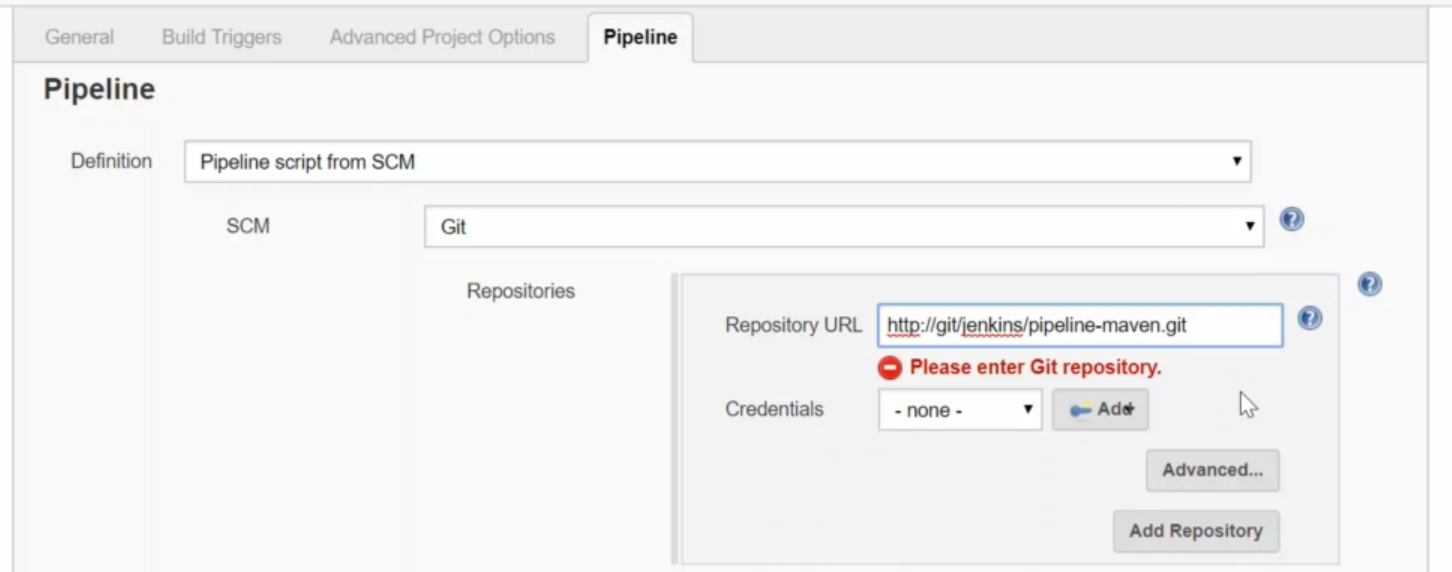 General Build Triggers Advanced Project Options Pipeline
Pipeline
Definition Pipeline script from SCM
SCM Git
Repositories
Repository URL http://git/jenkins/pipeline-maven.git
Please enter Git repository.
Credentials - none - Add
Advanced...
Add Repository